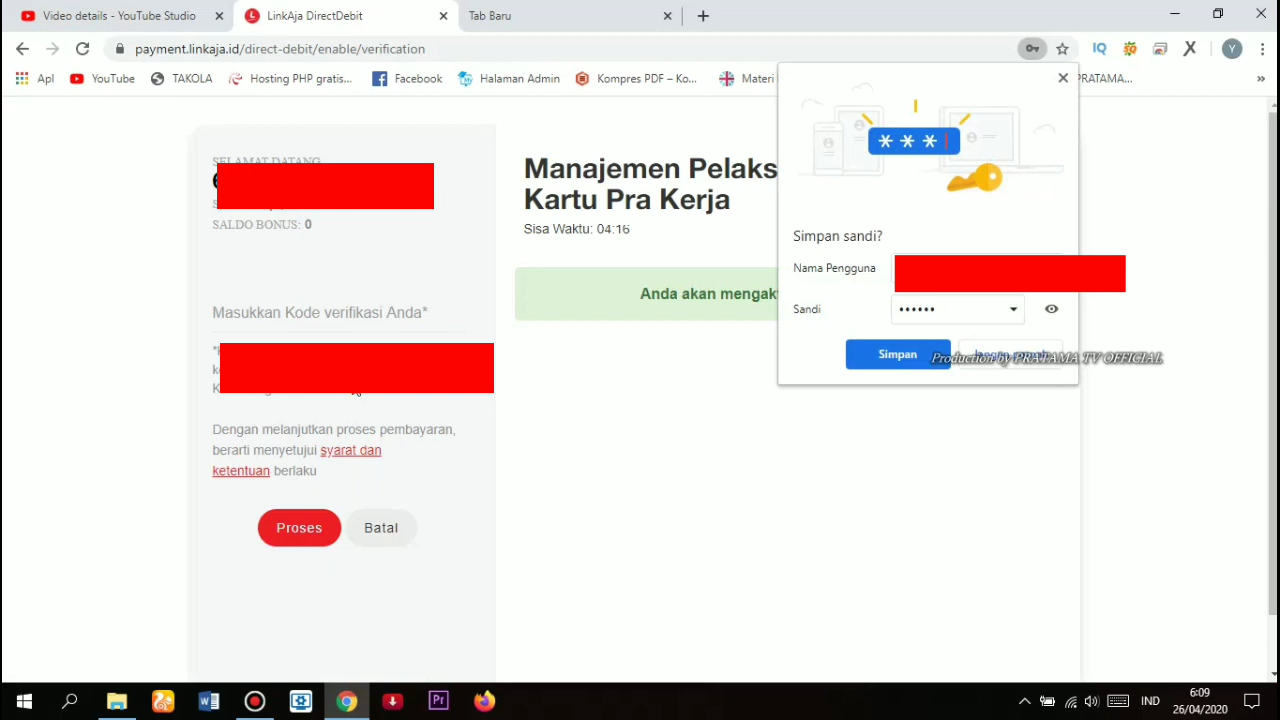 Video details - YouTube Studio
LinkAja DirectDebit
Tab Baru
payment.linkaja.id/direct-debit/enable/verification
IQ
Y
Apl
YouTube
TAKOLA
Hosting PHP gratis...
Facebook
Halaman Admin
Kompres PDF – Ko...
Materi
PRATAMA...
»
SELAMAT DATANG
SALDO BONUS: 0
Masukkan Kode verifikasi Anda*
Dengan melanjutkan proses pembayaran,
berarti menyetujui syarat dan
ketentuan berlaku
Proses
Batal
Manajemen Pelaks
Kartu Pra Kerja
Sisa Waktu: 04:16
Anda akan mengak
***
Simpan sandi?
Nama Pengguna
Sandi
••••••
Simpan
Production by PRATAMA TV OFFICIAL
Pr
IND
6:09
26/04/2020